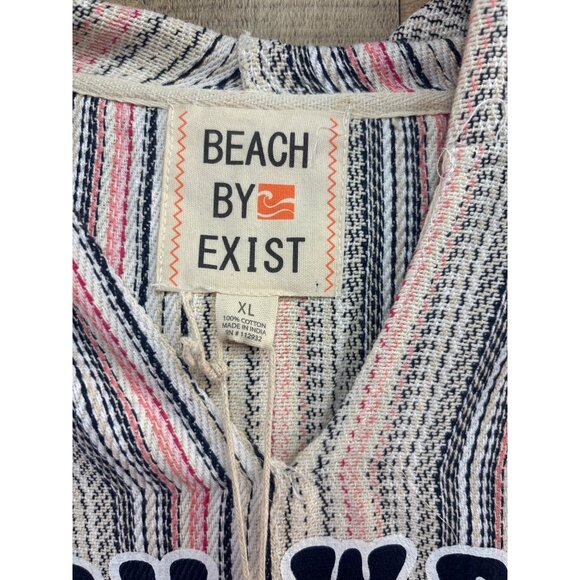 BEACH
BY
EXIST
XL
100% COTTON
MADE IN INDIA
RN # 112932